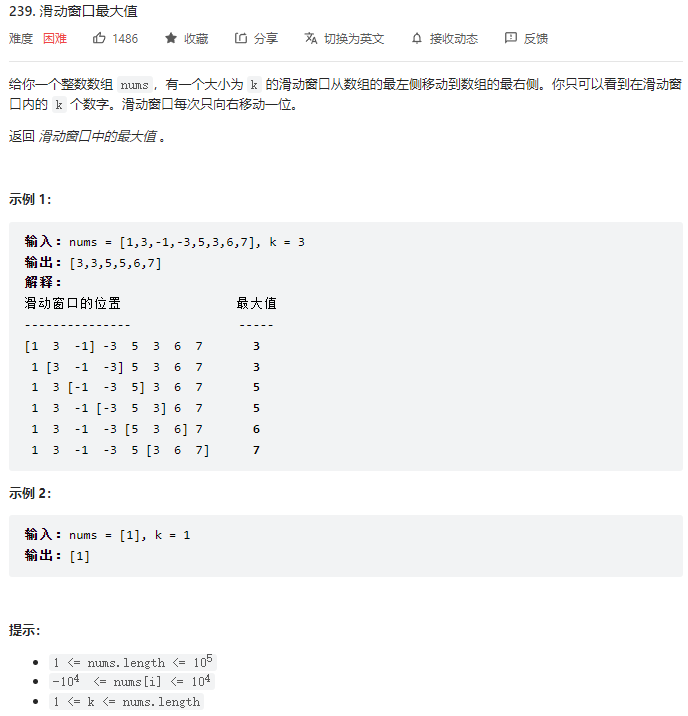 239. 滑动窗口最大值
难度 困难 1486 收藏 分享 切换为英文 接收动态 反馈
给你一个整数数组 nums，有一个大小为 k 的滑动窗口从数组的最左侧移动到数组的最右侧。你只可以看到在滑动窗
口内的 k 个数字。滑动窗口每次只向右移动一位。
返回 滑动窗口中的最大值 。
示例 1：
输入：nums = [1,3,-1,-3,5,3,6,7], k = 3
输出：[3,3,5,5,6,7]
解释：
滑动窗口的位置 最大值
--------------- -----
[1 3 -1] -3 5 3 6 7 3
1 [3 -1 -3] 5 3 6 7 3
1 3 [-1 -3 5] 3 6 7 5
1 3 -1 [-3 5 3] 6 7 5
1 3 -1 -3 [5 3 6] 7 6
1 3 -1 -3 5 [3 6 7] 7
示例 2：
输入：nums = [1], k = 1
输出：[1]
提示：
• 1 <= nums.length <= 10⁵
• -10⁴ <= nums[i] <= 10⁴
• 1 <= k <= nums.length